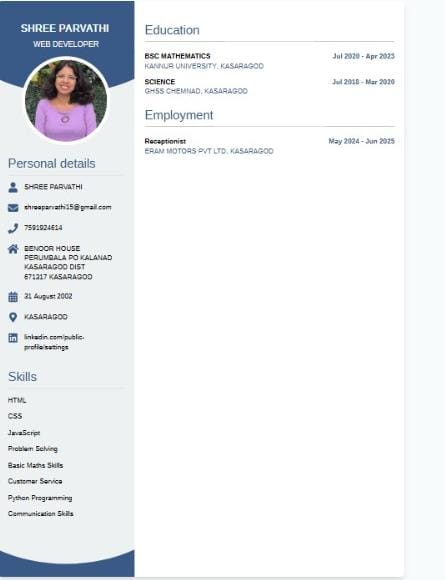 SHREE PARVATHI
WEB DEVELOPER
Personal details
SHREE PARVATHI
shreeparvathi15@gmail.com
7591924614
BENOOR HOUSE
PERUMBALA PO KALANAD
KASARAGOD DIST
671317 KASARAGOD
31 August 2002
KASARAGOD
linkedin.com/public-
profile/settings
Skills
HTML
CSS
JavaScript
Problem Solving
Basic Maths Skills
Customer Service
Python Programming
Communication Skills
Education
BSC MATHEMATICS Jul 2020 - Apr 2023
KANNUR UNIVERSITY, KASARAGOD
SCIENCE Jul 2018 - Mar 2020
GHSS CHEMNAD, KASARAGOD
Employment
Receptionist May 2024 - Jun 2025
ERAM MOTORS PVT LTD, KASARAGOD